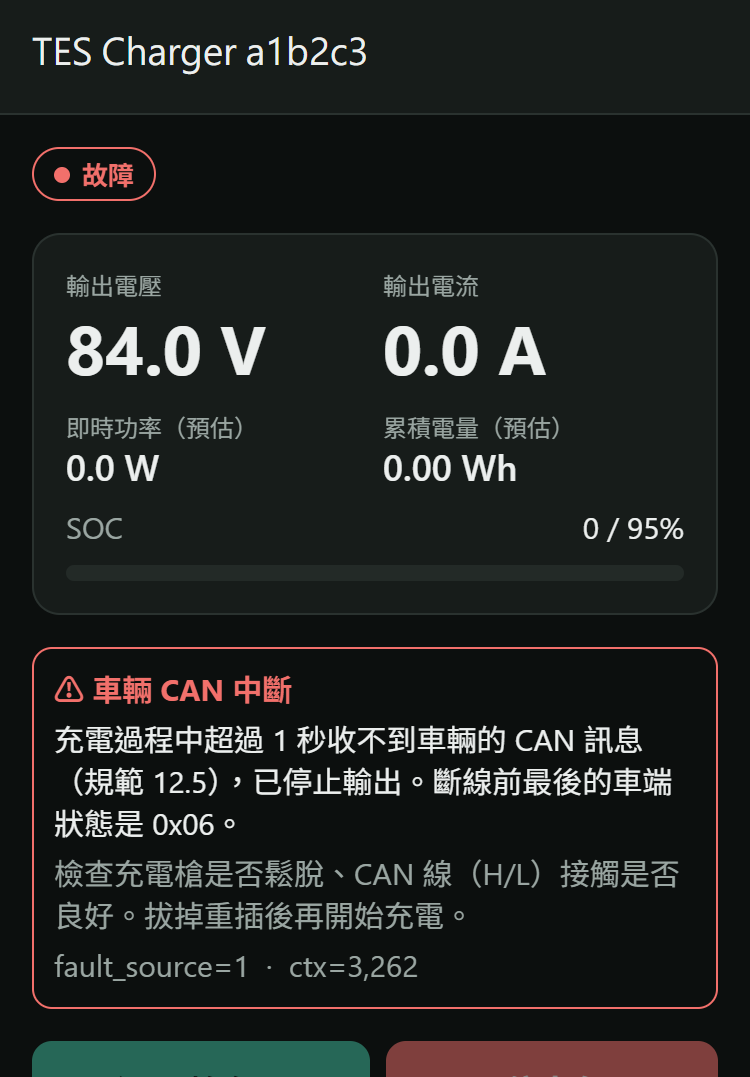 TES Charger a1b2c3
故障
輸出電壓
輸出電流
84.0 V
0.0 A
即時功率（預估）
累積電量（預估）
0.0 W
0.00 Wh
SOC
0 / 95%
車輛 CAN 中斷
充電過程中超過 1 秒收不到車輛的 CAN 訊息
（規範 12.5），已停止輸出。斷線前最後的車端
狀態是 0x06。
檢查充電槍是否鬆脫、CAN 線（H/L）接觸是否
良好。拔掉重插後再開始充電。
fault_source=1 · ctx=3,262